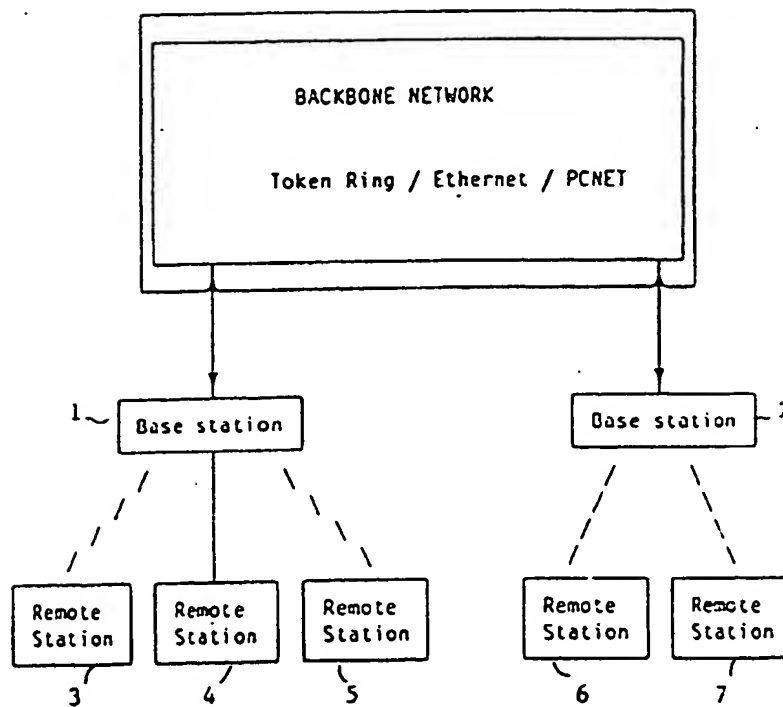 BACKBONE NETWORK
Token Ring / Ethernet / PCNET
1
Base station
Base station
2
Remote
Station
Remote
Station
Remote
Station
Remote
Station
Remote
Station
3
4
5
6
7